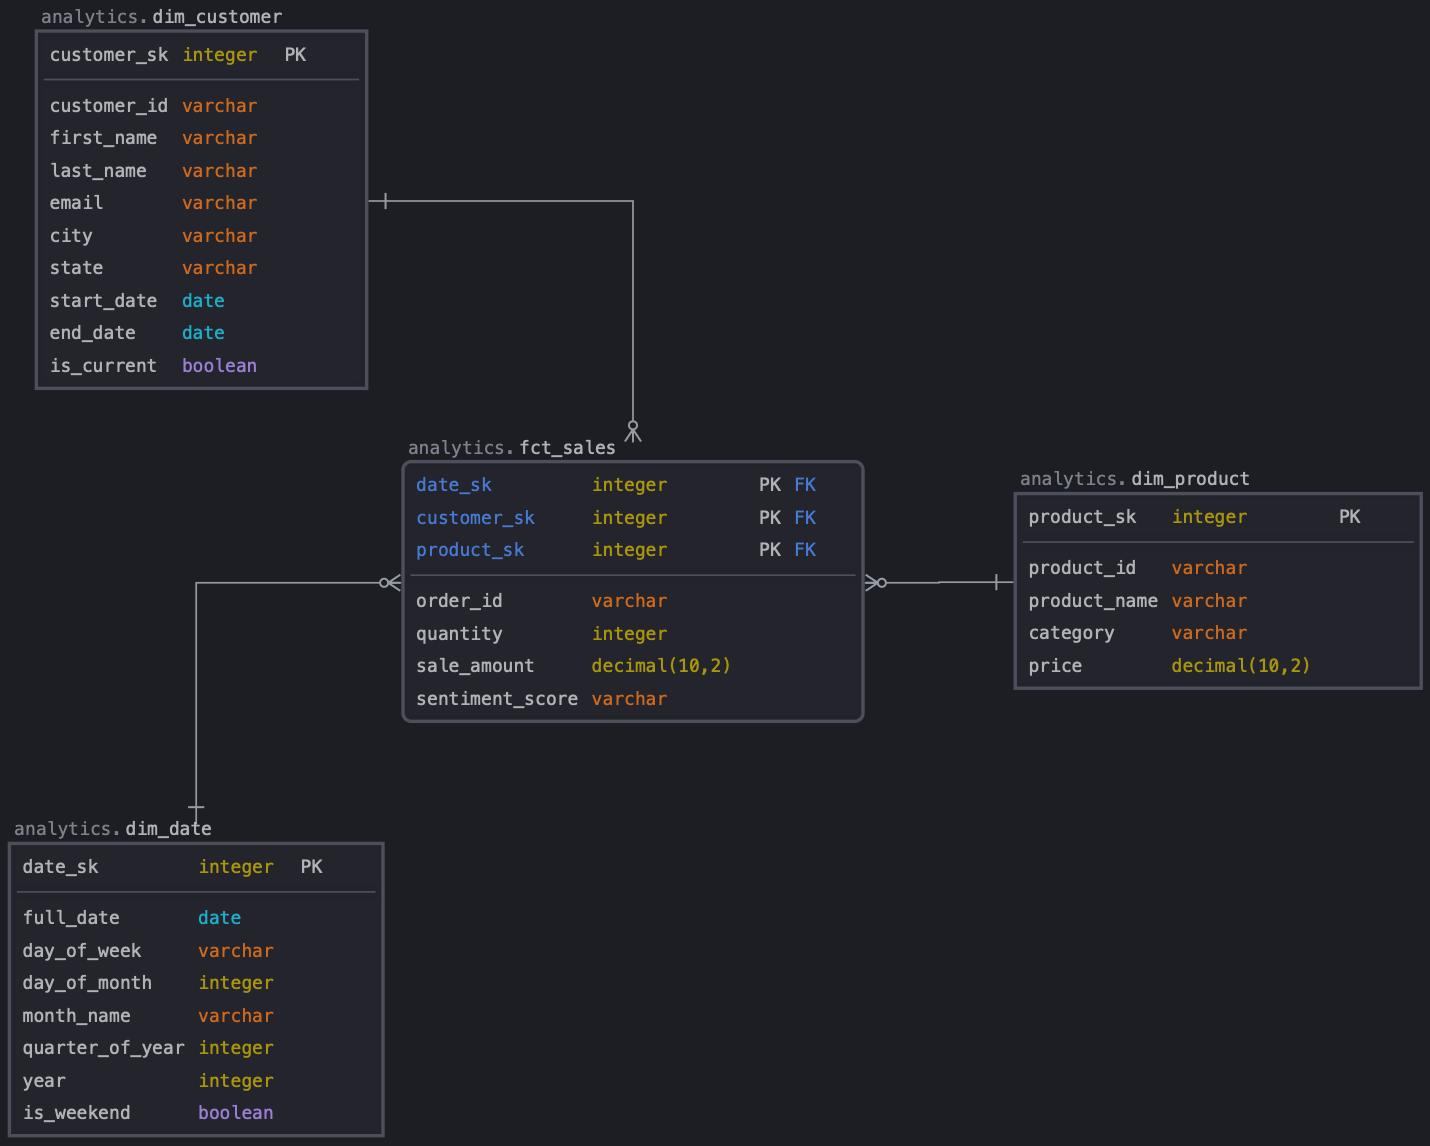 analytics.dim_customer
customer_sk integer PK
customer_id varchar
first_name varchar
last_name varchar
email varchar
city varchar
state varchar
start_date date
end_date date
is_current boolean
analytics.fct_sales
date_sk integer PK FK
customer_sk integer PK FK
product_sk integer PK FK
order_id varchar
quantity integer
sale_amount decimal(10,2)
sentiment_score varchar
analytics.dim_product
product_sk integer PK
product_id varchar
product_name varchar
category varchar
price decimal(10,2)
analytics.dim_date
date_sk integer PK
full_date date
day_of_week varchar
day_of_month integer
month_name varchar
quarter_of_year integer
year integer
is_weekend boolean